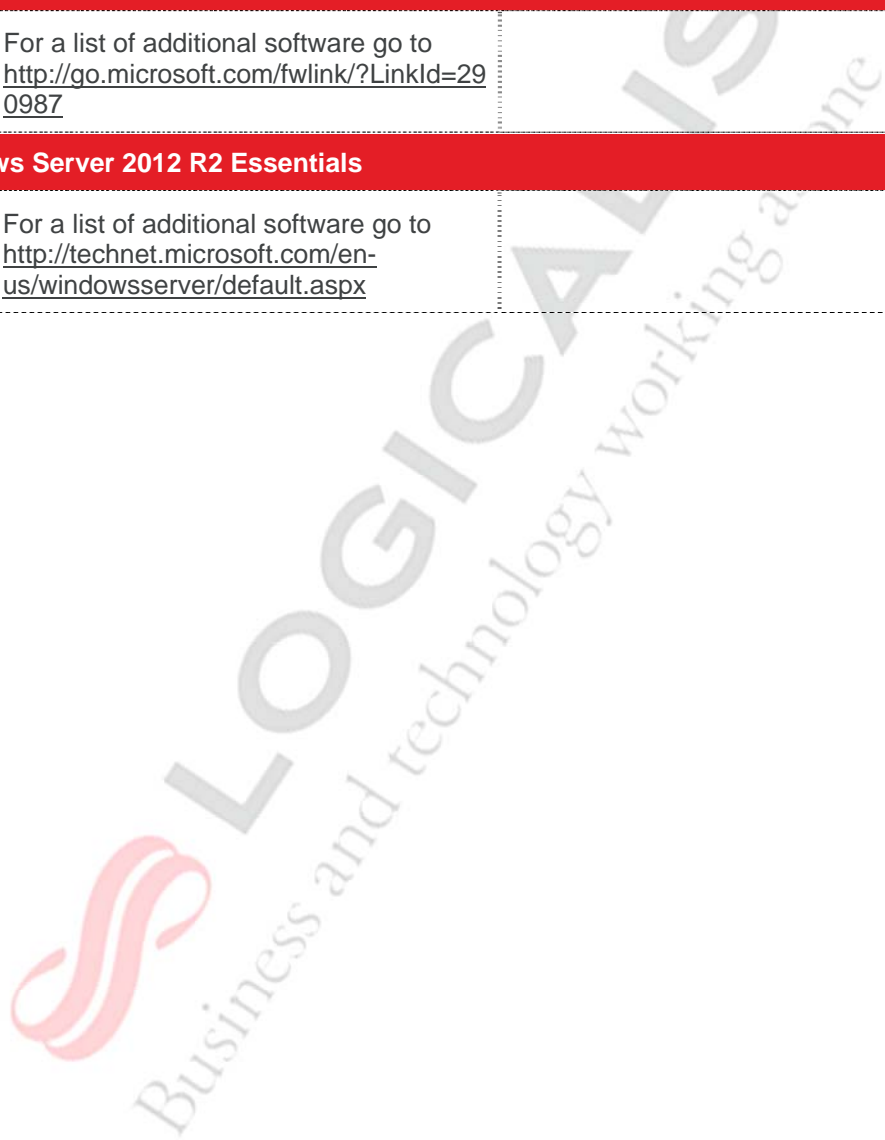 For a list of additional software go to
http://go.microsoft.com/fwlink/?LinkId=29
0987
ws Server 2012 R2 Essentials
For a list of additional software go to
http://technet.microsoft.com/en-
us/windowsserver/default.aspx
LOGICALIS
Business and technology working as one